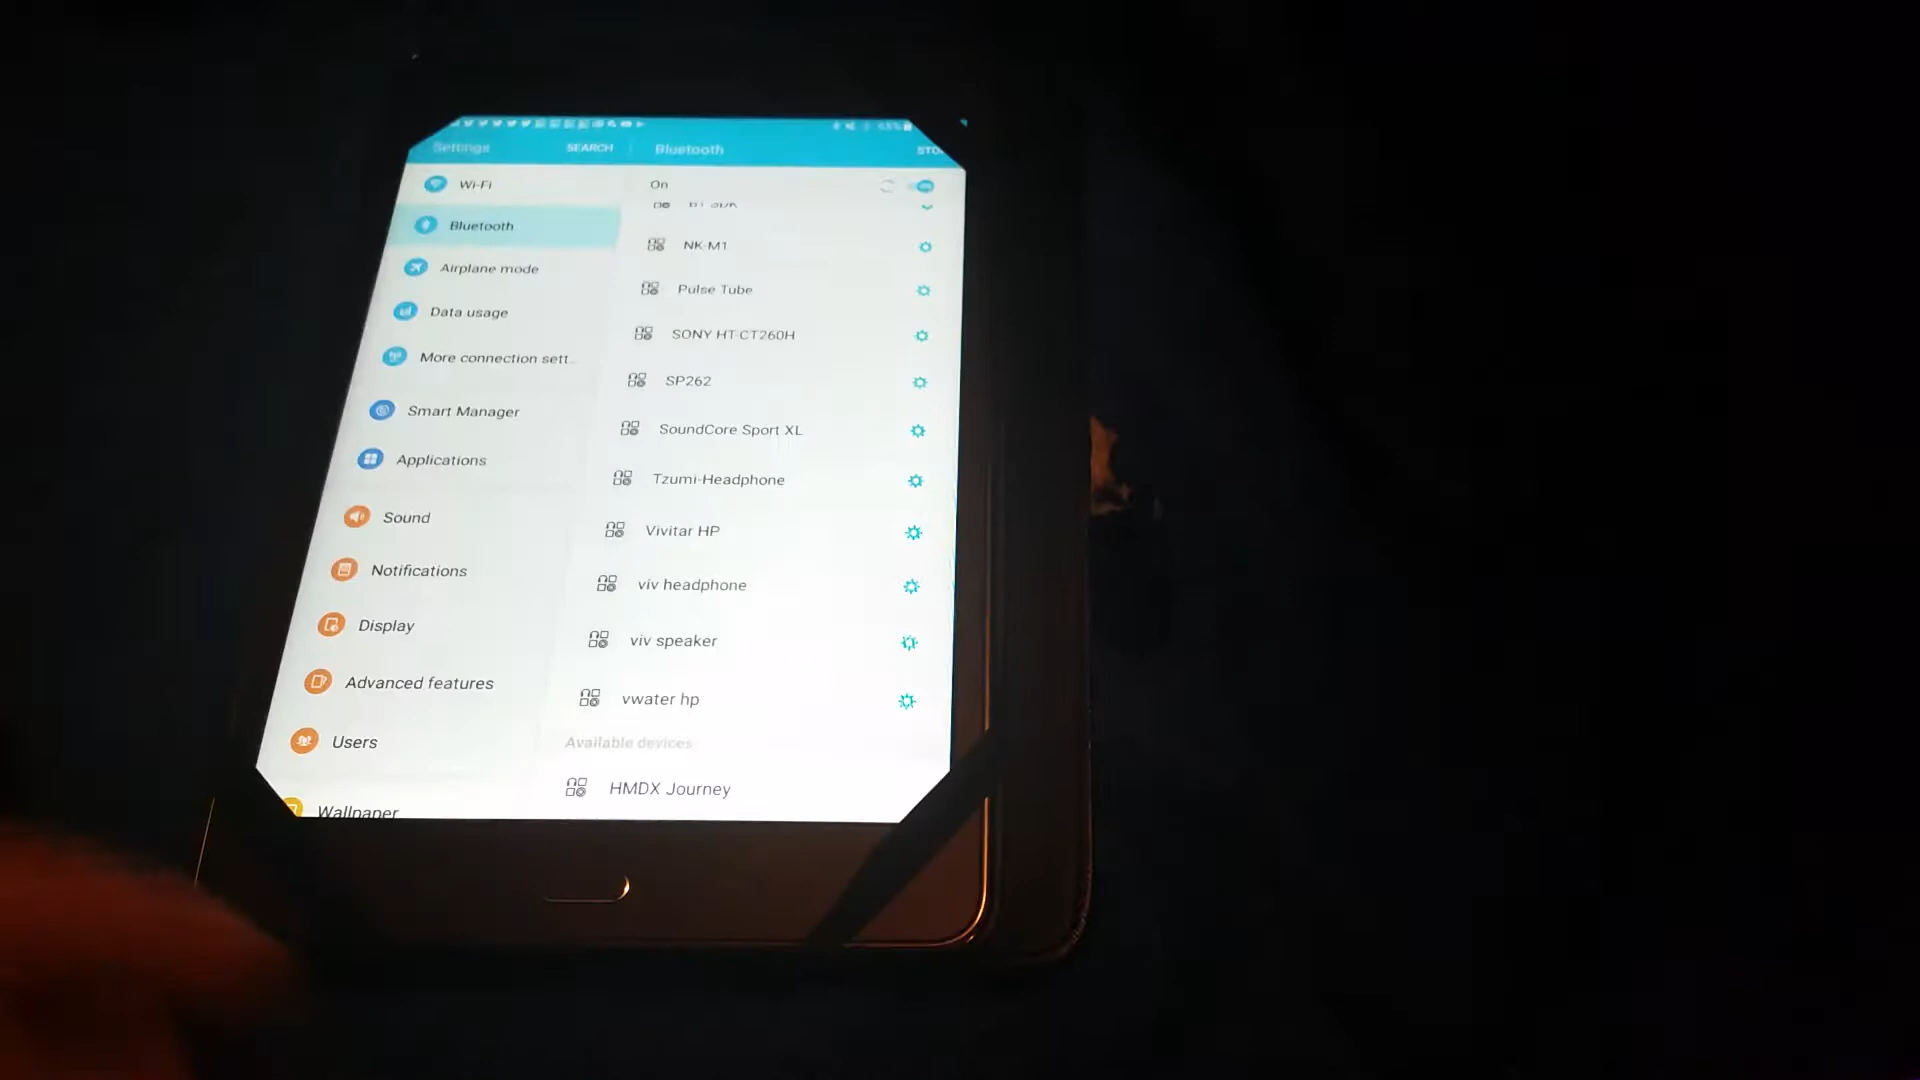 Settings
SEARCH
Bluetooth
Wi-Fi
On
Bluetooth
NK-M1
Airplane mode
Pulse Tube
Data usage
SONY HT-CT260H
More connection sett..
SP262
Smart Manager
SoundCore Sport XL
Applications
Tzumi-Headphone
Sound
Vivitar HP
Notifications
viv headphone
Display
viv speaker
Advanced features
vwater hp
Users
Available devices
HMDX Journey
Wallpaper